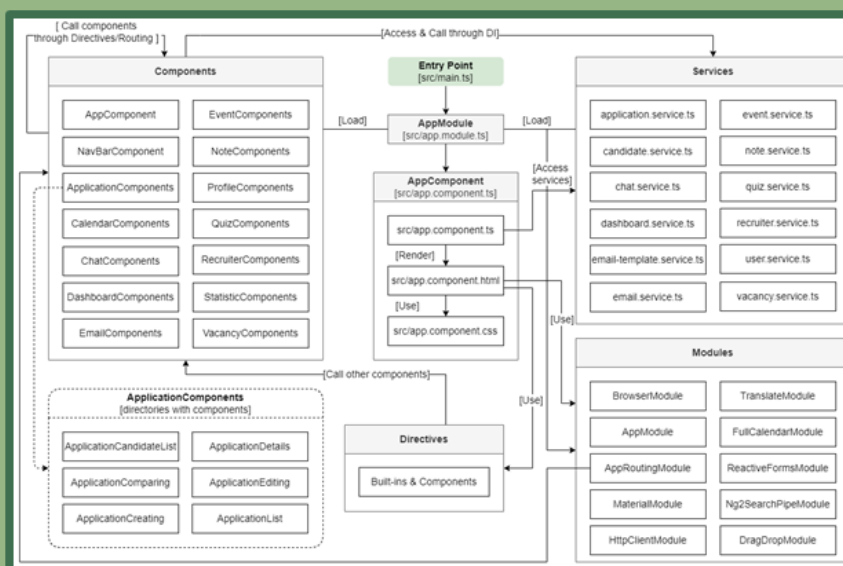 [ Call components
through Directives/Routing ]
[Access & Call through DI]
Components
AppComponent
EventComponents
NavBarComponent
NoteComponents
ApplicationComponents
ProfileComponents
CalendarComponents
QuizComponents
ChatComponents
RecruiterComponents
DashboardComponents
StatisticComponents
EmailComponents
VacancyComponents
Entry Point
[src/main.ts]
[Load]
AppModule
[src/app.module.ts]
[Load]
AppComponent
[src/app.component.ts]
src/app.component.ts
[Render]
src/app.component.html
[Use]
src/app.component.css
[Access
services]
Services
application.service.ts
event.service.ts
candidate.service.ts
note.service.ts
chat.service.ts
quiz.service.ts
dashboard.service.ts
recruiter.service.ts
email-template.service.ts
user.service.ts
email.service.ts
vacancy.service.ts
[Use]
[Call other components]
[Use]
ApplicationComponents
[directories with components]
ApplicationCandidateList
ApplicationDetails
ApplicationComparing
ApplicationEditing
ApplicationCreating
ApplicationList
Directives
Built-ins & Components
Modules
BrowserModule
TranslateModule
AppModule
FullCalendarModule
AppRoutingModule
ReactiveFormsModule
MaterialModule
Ng2SearchPipeModule
HttpClientModule
DragDropModule